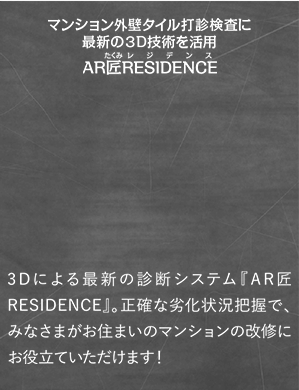 マンション外壁タイル打診検査に
最新の3D技術を活用
たくみ レジデンス
AR匠RESIDENCE
3Dによる最新の診断システム『AR匠
RESIDENCE』。正確な劣化状況把握で、
みなさまがお住まいのマンションの改修に
お役立ていただけます！